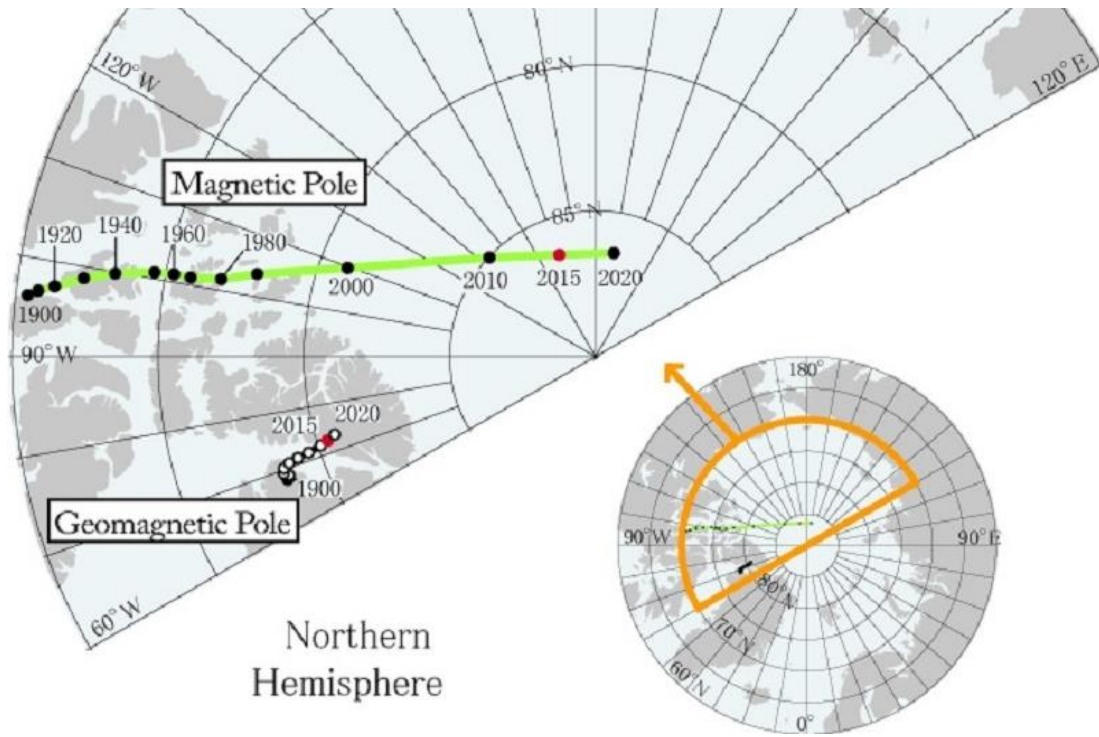 120°W
80°N
120°E
Magnetic Pole
85°N
1920
1940
1960
1980
1900
2000
2010
2015
2020
90°W
2015
2020
1900
Geomagnetic Pole
60°W
Northern
Hemisphere
180°
90°W
90°E
80°N
70°N
60°N
0°